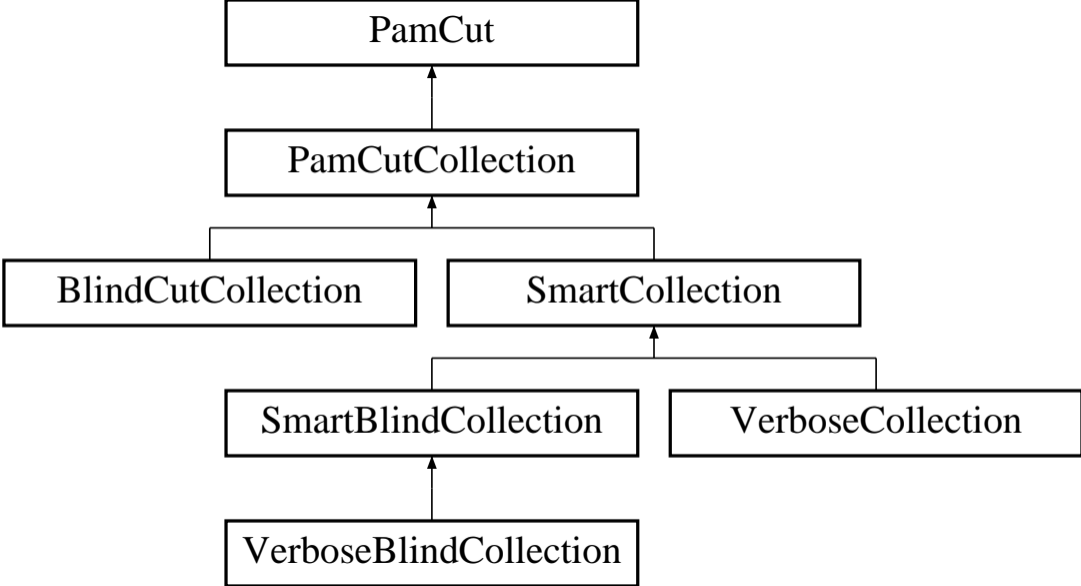 PamCut
PamCutCollection
BlindCutCollection
SmartCollection
SmartBlindCollection
VerboseCollection
VerboseBlindCollection